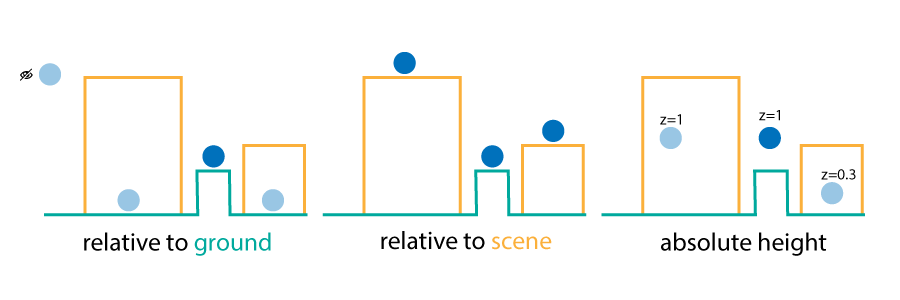 z=1
z=1
z=0.3
relative to ground
relative to scene
absolute height